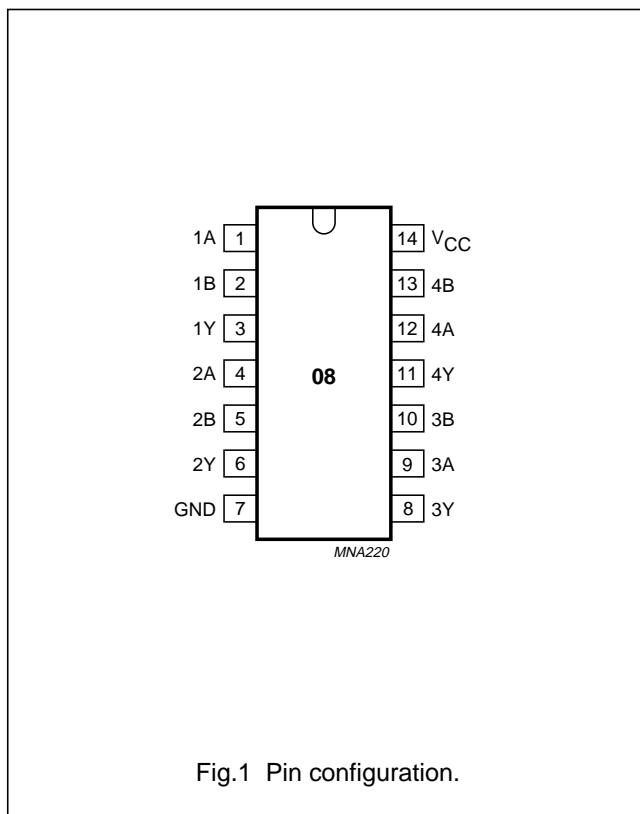 1A 1 14 VCC
1B 2 13 4B
1Y 3 12 4A
2A 4 08 11 4Y
2B 5 10 3B
2Y 6 9 3A
GND 7 8 3Y
MNA220
Fig.1 Pin configuration.